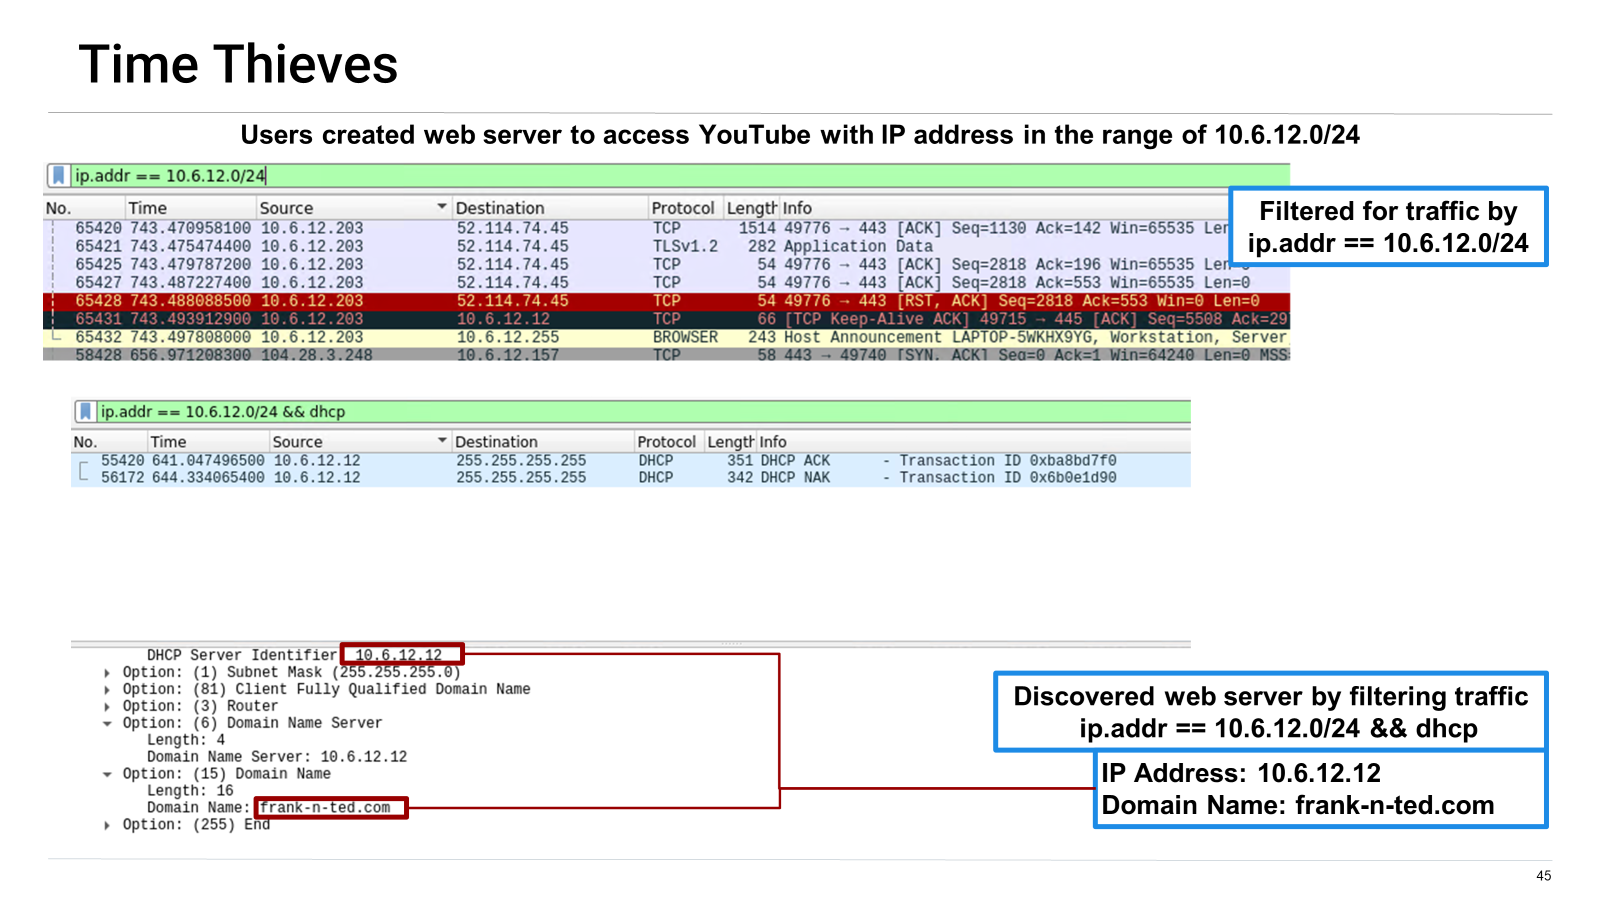 Time Thieves
Users created web server to access YouTube with IP address in the range of 10.6.12.0/24
ip.addr == 10.6.12.0/24
No. Time Source Destination Protocol Length Info
65420 743.470958100 10.6.12.203 52.114.74.45 TCP 1514 49776 → 443 [ACK] Seq=1130 Ack=142 Win=65535 Len
65421 743.475474400 10.6.12.203 52.114.74.45 TLSv1.2 282 Application Data
65425 743.479787200 10.6.12.203 52.114.74.45 TCP 54 49776 → 443 [ACK] Seq=2818 Ack=196 Win=65535 Len=0
65427 743.487227400 10.6.12.203 52.114.74.45 TCP 54 49776 → 443 [ACK] Seq=2818 Ack=553 Win=65535 Len=0
65428 743.488088500 10.6.12.203 52.114.74.45 TCP 54 49776 → 443 [RST, ACK] Seq=2818 Ack=553 Win=0 Len=0
65431 743.493912900 10.6.12.203 10.6.12.12 TCP 66 [TCP Keep-Alive ACK] 49715 → 445 [ACK] Seq=5508 Ack=29
65432 743.497808000 10.6.12.203 10.6.12.255 BROWSER 243 Host Announcement LAPTOP-5WKHX9YG, Workstation, Server
58428 656.971208300 104.28.3.248 10.6.12.157 TCP 58 443 → 49740 [SYN, ACK] Seq=0 Ack=1 Win=64240 Len=0 MSS=
Filtered for traffic by
ip.addr == 10.6.12.0/24
ip.addr == 10.6.12.0/24 && dhcp
No. Time Source Destination Protocol Length Info
55420 641.047496500 10.6.12.12 255.255.255.255 DHCP 351 DHCP ACK - Transaction ID 0xba8bd7f0
56172 644.334065400 10.6.12.12 255.255.255.255 DHCP 342 DHCP NAK - Transaction ID 0x6b0e1d90
DHCP Server Identifier: 10.6.12.12
Option: (1) Subnet Mask (255.255.255.0)
Option: (81) Client Fully Qualified Domain Name
Option: (3) Router
Option: (6) Domain Name Server
Length: 4
Domain Name Server: 10.6.12.12
Option: (15) Domain Name
Length: 16
Domain Name: frank-n-ted.com
Option: (255) End
Discovered web server by filtering traffic
ip.addr == 10.6.12.0/24 && dhcp
IP Address: 10.6.12.12
Domain Name: frank-n-ted.com
45